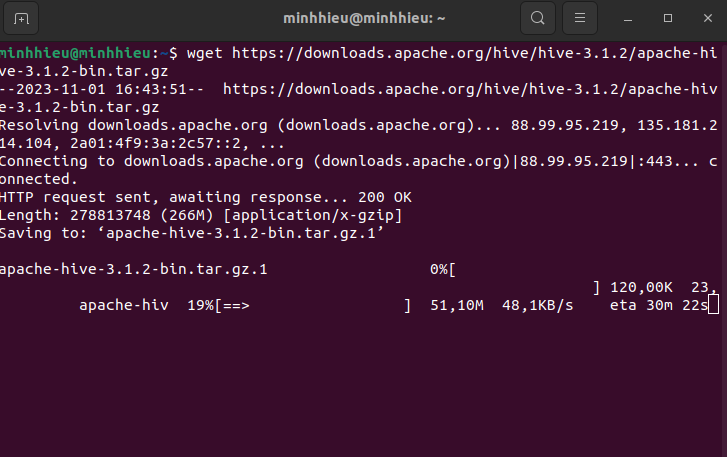 minhhieu@minhhieu: ~
minhhieu@minhhieu:~$ wget https://downloads.apache.org/hive/hive-3.1.2/apache-hi
ve-3.1.2-bin.tar.gz
--2023-11-01 16:43:51--  https://downloads.apache.org/hive/hive-3.1.2/apache-hiv
e-3.1.2-bin.tar.gz
Resolving downloads.apache.org (downloads.apache.org)... 88.99.95.219, 135.181.2
14.104, 2a01:4f9:3a:2c57::2, ...
Connecting to downloads.apache.org (downloads.apache.org)|88.99.95.219|:443... c
onnected.
HTTP request sent, awaiting response... 200 OK
Length: 278813748 (266M) [application/x-gzip]
Saving to: ‘apache-hive-3.1.2-bin.tar.gz.1’
apache-hive-3.1.2-bin.tar.gz.1                  0%[
] 120,00K  23,
apache-hiv  19%[==>                 ]  51,10M  48,1KB/s    eta 30m 22s